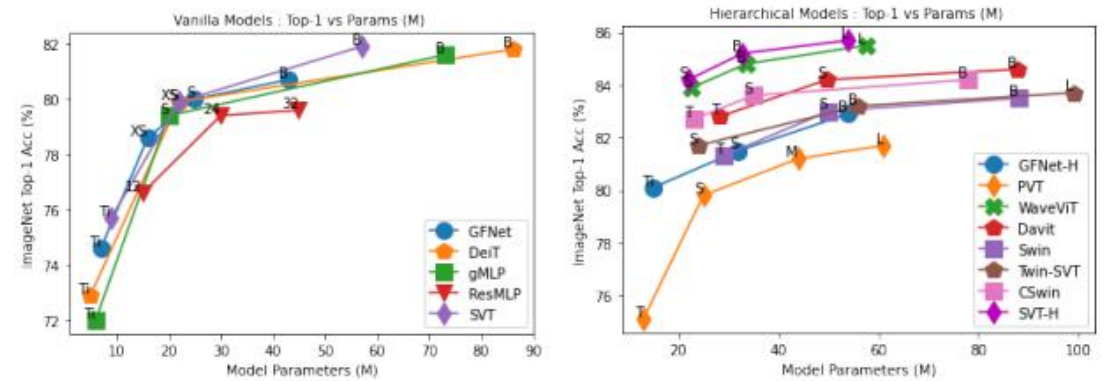 Vanilla Models : Top-1 vs Params (M)
ImageNet Top-1 Acc (%)
82
80
78
76
74
72
B
B
B
B
S
XS
S
24
32
XS
12
Ti
Ti
Ti
Ti
GFNet
DeiT
gMLP
ResMLP
SVT
10 20 30 40 50 60 70 80 90
Model Parameters (M)
Hierarchical Models : Top-1 vs Params (M)
ImageNet Top-1 Acc (%)
86
84
82
80
78
76
L
L
B
S
S
B
B
L
B
S
T
T
S
B
B
S
T
S
Ti
L
M
S
T
GFNet-H
PVT
WaveViT
Davit
Swin
Twin-SVT
CSwin
SVT-H
20 40 60 80 100
Model Parameters (M)